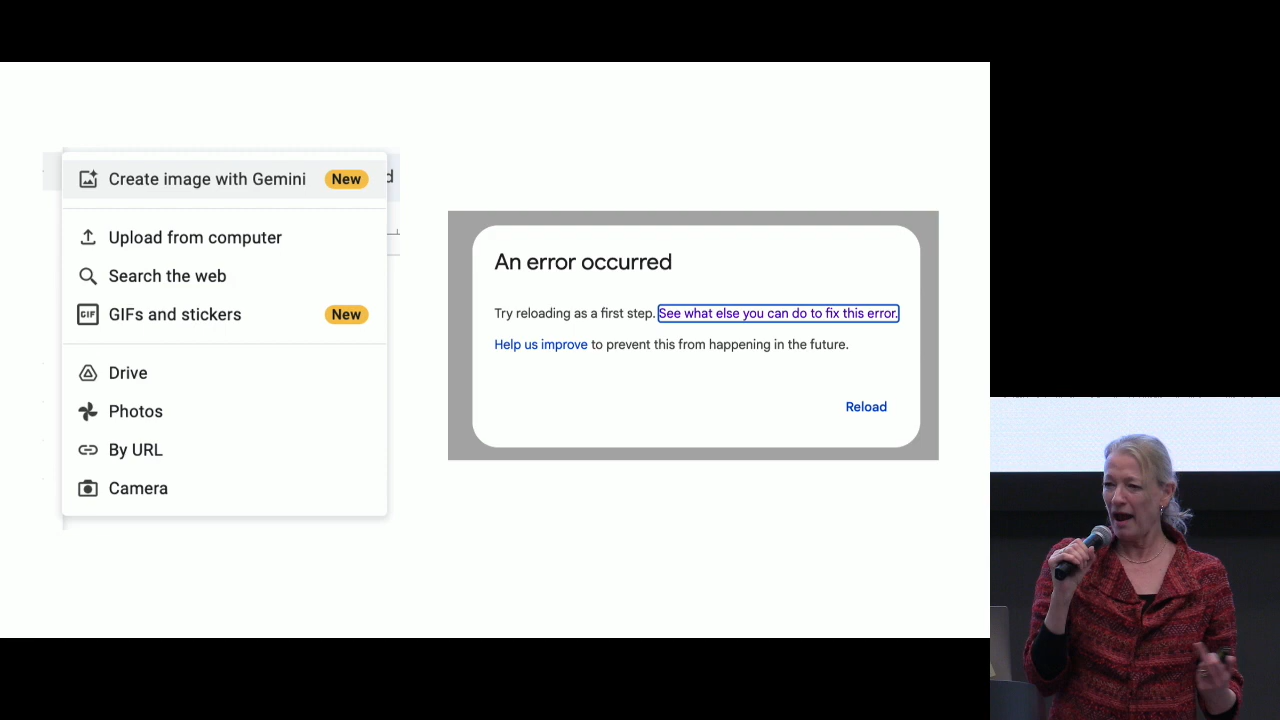 Create image with Gemini New
d
Upload from computer
Search the web
GIF GIFs and stickers New
Drive
Photos
By URL
Camera
An error occurred
Try reloading as a first step. See what else you can do to fix this error.
Help us improve to prevent this from happening in the future.
Reload